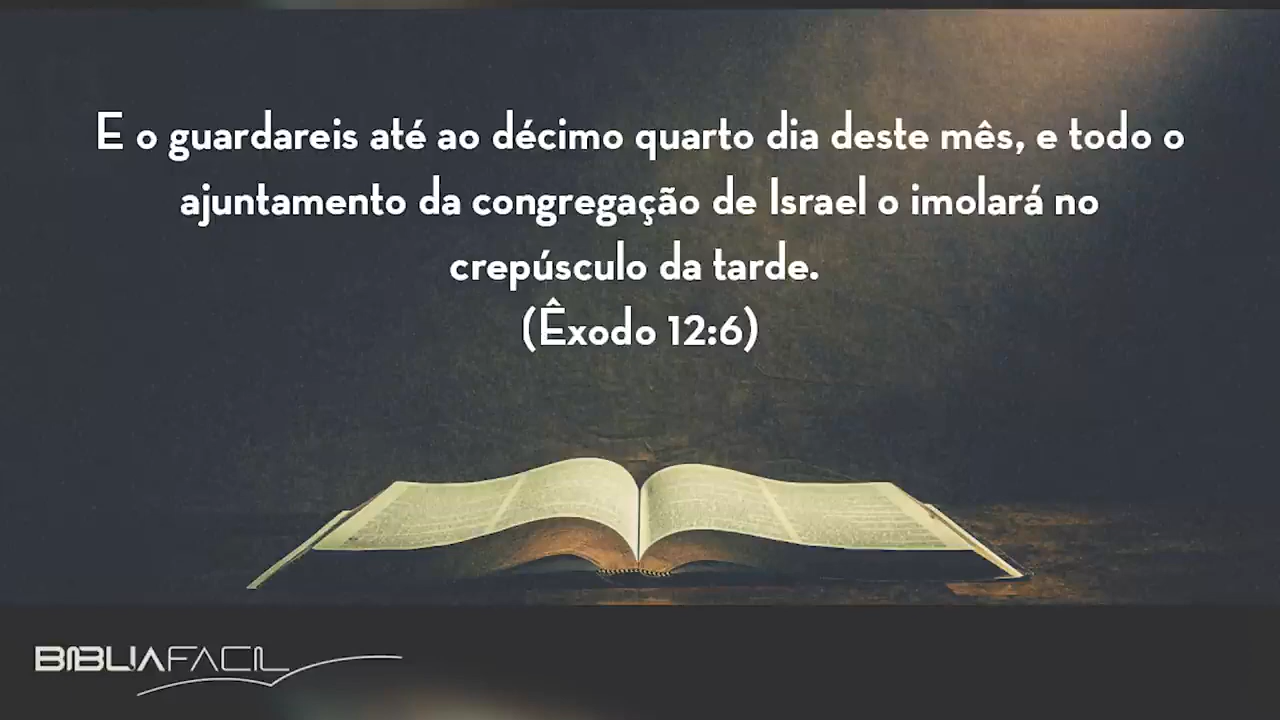 E o guardareis até ao décimo quarto dia deste mês, e todo o
ajuntamento da congregação de Israel o imolará no
crepúsculo da tarde.
(Êxodo 12:6)
BIBLIAFACIL